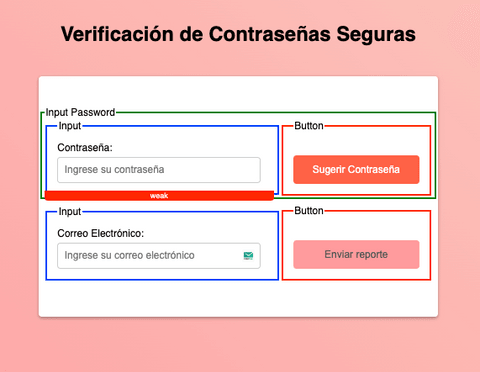 Verificación de Contraseñas Seguras
Input Password
Input
Button
Contraseña:
Ingrese su contraseña
Sugerir Contraseña
weak
Input
Button
Correo Electrónico:
Ingrese su correo electrónico
Enviar reporte